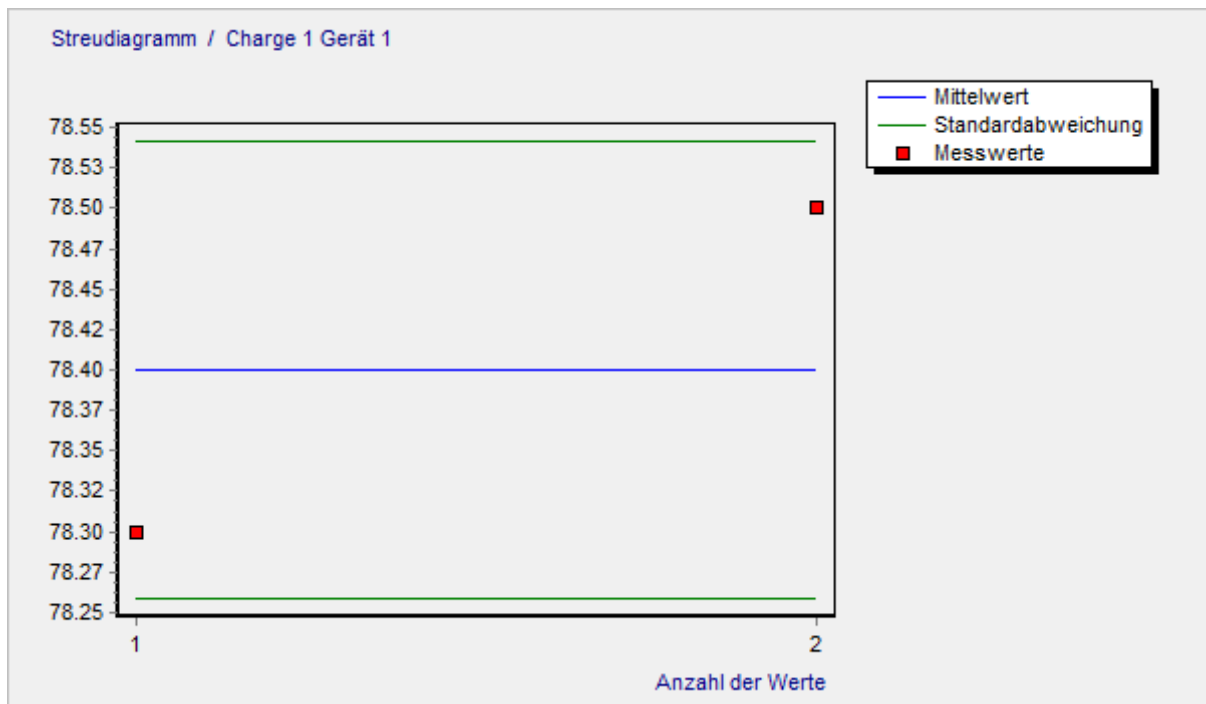 Streudiagramm / Charge 1 Gerät 1
Mittelwert
Standardabweichung
Messwerte
78.55
78.53
78.50
78.47
78.45
78.42
78.40
78.37
78.35
78.32
78.30
78.27
78.25
1 2
Anzahl der Werte